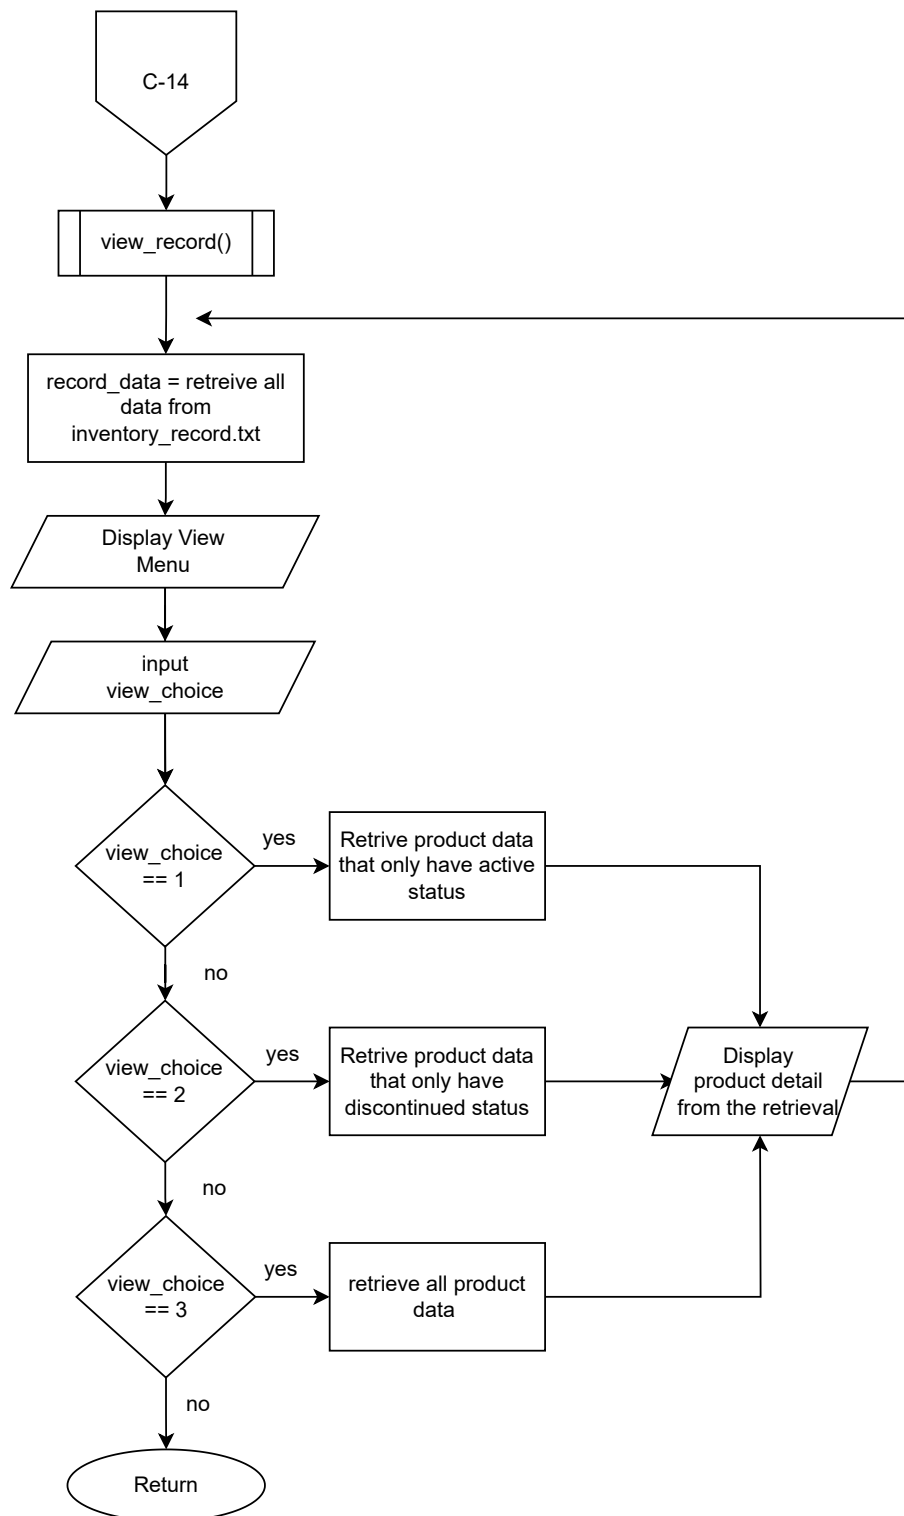 C-14
view_record()
record_data = retreive all
data from
inventory_record.txt
Display View
Menu
input
view_choice
view_choice
== 1
yes
Retrive product data
that only have active
status
no
view_choice
== 2
yes
Retrive product data
that only have
discontinued status
Display
product detail
from the retrieval
no
view_choice
== 3
yes
retrieve all product
data
no
Return